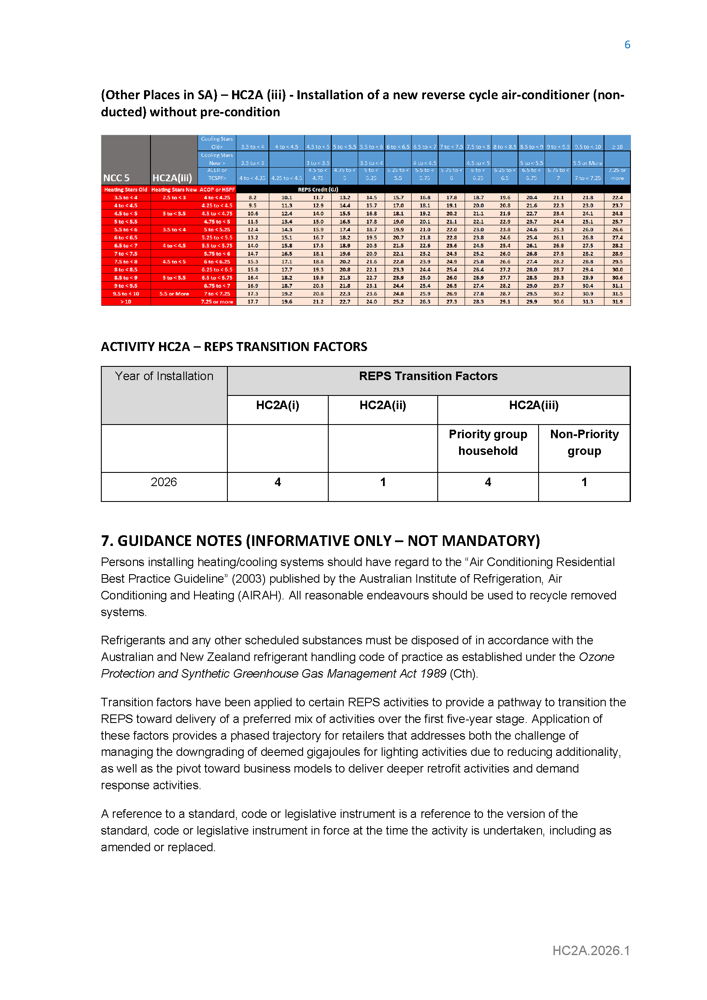 6
(Other Places in SA) – HC2A (iii) - Installation of a new reverse cycle air-conditioner (non-
ducted) without pre-condition
NCC 5 HC2A(iii) Cooling Stars Old> 3.5 to < 4 4 to < 4.5 4.5 to < 5 5 to < 5.5 5.5 to < 6 6 to < 6.5 6.5 to < 7 7 to < 7.5 7.5 to < 8 8 to < 8.5 8.5 to < 9 9 to < 9.5 9.5 to < 10 ≥ 10
Cooling Stars New > 2.5 to < 3 3 to < 3.5 3.5 to < 4 4 to < 4.5 4.5 to < 5 5 to < 5.5 5.5 or More
AEER or TCSPF> 4 to < 4.25 4.25 to < 4.5 4.5 to < 4.75 4.75 to < 5 5 to < 5.25 5.25 to < 5.5 5.5 to < 5.75 5.75 to < 6 6 to < 6.25 6.25 to < 6.5 6.5 to < 6.75 6.75 to < 7 7 to < 7.25 7.25 or more
Heating Stars Old Heating Stars New ACOP or HSPF REPS Credit (GJ)
3.5 to < 4 2.5 to < 3 4 to < 4.25 8.2 10.1 11.7 13.2 14.5 15.7 16.8 17.8 18.7 19.6 20.4 21.1 21.8 22.4
4 to < 4.5 4.25 to < 4.5 9.5 11.3 12.9 14.4 15.7 17.0 18.1 19.1 20.0 20.8 21.6 22.3 23.0 23.7
4.5 to < 5 3 to < 3.5 4.5 to < 4.75 10.6 12.4 14.0 15.5 16.8 18.1 19.2 20.2 21.1 21.9 22.7 23.4 24.1 24.8
5 to < 5.5 4.75 to < 5 11.5 13.4 15.0 16.5 17.8 19.0 20.1 21.1 22.1 22.9 23.7 24.4 25.1 25.7
5.5 to < 6 3.5 to < 4 5 to < 5.25 12.4 14.3 15.9 17.4 18.7 19.9 21.0 22.0 23.0 23.8 24.6 25.3 26.0 26.6
6 to < 6.5 5.25 to < 5.5 13.2 15.1 16.7 18.2 19.5 20.7 21.8 22.8 23.8 24.6 25.4 26.1 26.8 27.4
6.5 to < 7 4 to < 4.5 5.5 to < 5.75 14.0 15.8 17.5 18.9 20.3 21.5 22.6 23.6 24.5 25.4 26.1 26.9 27.5 28.2
7 to < 7.5 5.75 to < 6 14.7 16.5 18.1 19.6 20.9 22.1 23.2 24.3 25.2 26.0 26.8 27.5 28.2 28.9
7.5 to < 8 4.5 to < 5 6 to < 6.25 15.3 17.1 18.8 20.2 21.6 22.8 23.9 24.9 25.8 26.6 27.4 28.2 28.8 29.5
8 to < 8.5 6.25 to < 6.5 15.8 17.7 19.3 20.8 22.1 23.3 24.4 25.4 26.4 27.2 28.0 28.7 29.4 30.0
8.5 to < 9 5 to < 5.5 6.5 to < 6.75 16.4 18.2 19.9 21.3 22.7 23.9 25.0 26.0 26.9 27.7 28.5 29.3 29.9 30.6
9 to < 9.5 6.75 to < 7 16.9 18.7 20.3 21.8 23.1 24.4 25.4 26.5 27.4 28.2 29.0 29.7 30.4 31.1
9.5 to < 10 5.5 or More 7 to < 7.25 17.3 19.2 20.8 22.3 23.6 24.8 25.9 26.9 27.8 28.7 29.5 30.2 30.9 31.5
> 10 7.25 or more 17.7 19.6 21.2 22.7 24.0 25.2 26.3 27.3 28.3 29.1 29.9 30.6 31.3 31.9
ACTIVITY HC2A – REPS TRANSITION FACTORS
Year of Installation REPS Transition Factors
HC2A(i) HC2A(ii) HC2A(iii)
Priority group household Non-Priority group
2026 4 1 4 1
7. GUIDANCE NOTES (INFORMATIVE ONLY – NOT MANDATORY)
Persons installing heating/cooling systems should have regard to the “Air Conditioning Residential
Best Practice Guideline” (2003) published by the Australian Institute of Refrigeration, Air
Conditioning and Heating (AIRAH). All reasonable endeavours should be used to recycle removed
systems.
Refrigerants and any other scheduled substances must be disposed of in accordance with the
Australian and New Zealand refrigerant handling code of practice as established under the Ozone
Protection and Synthetic Greenhouse Gas Management Act 1989 (Cth).
Transition factors have been applied to certain REPS activities to provide a pathway to transition the
REPS toward delivery of a preferred mix of activities over the first five-year stage. Application of
these factors provides a phased trajectory for retailers that addresses both the challenge of
managing the downgrading of deemed gigajoules for lighting activities due to reducing additionality,
as well as the pivot toward business models to deliver deeper retrofit activities and demand
response activities.
A reference to a standard, code or legislative instrument is a reference to the version of the
standard, code or legislative instrument in force at the time the activity is undertaken, including as
amended or replaced.
HC2A.2026.1